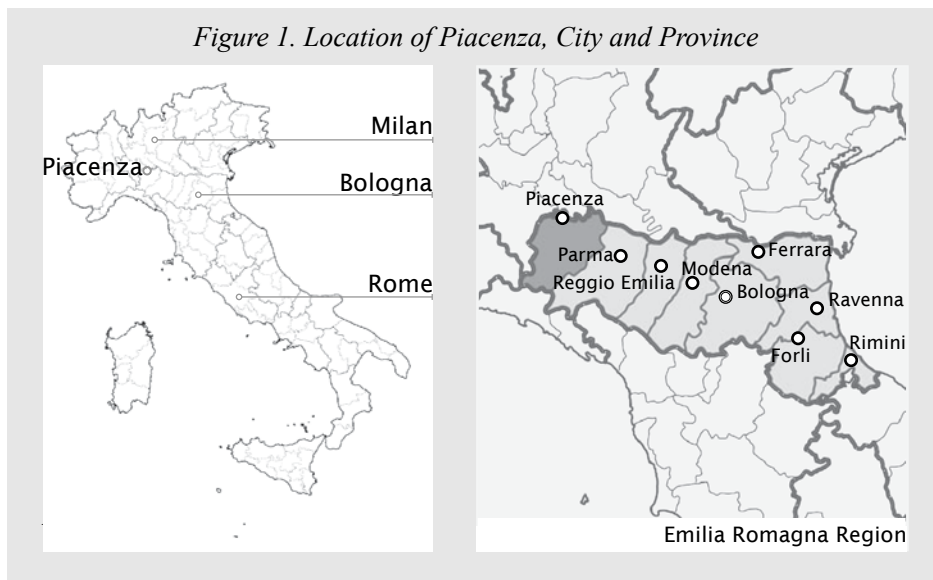 Figure 1. Location of Piacenza, City and Province
Milan
Piacenza
Bologna
Rome
Piacenza
Parma
Ferrara
Reggio Emilia
Modena
Bologna
Ravenna
Forli
Rimini
Emilia Romagna Region